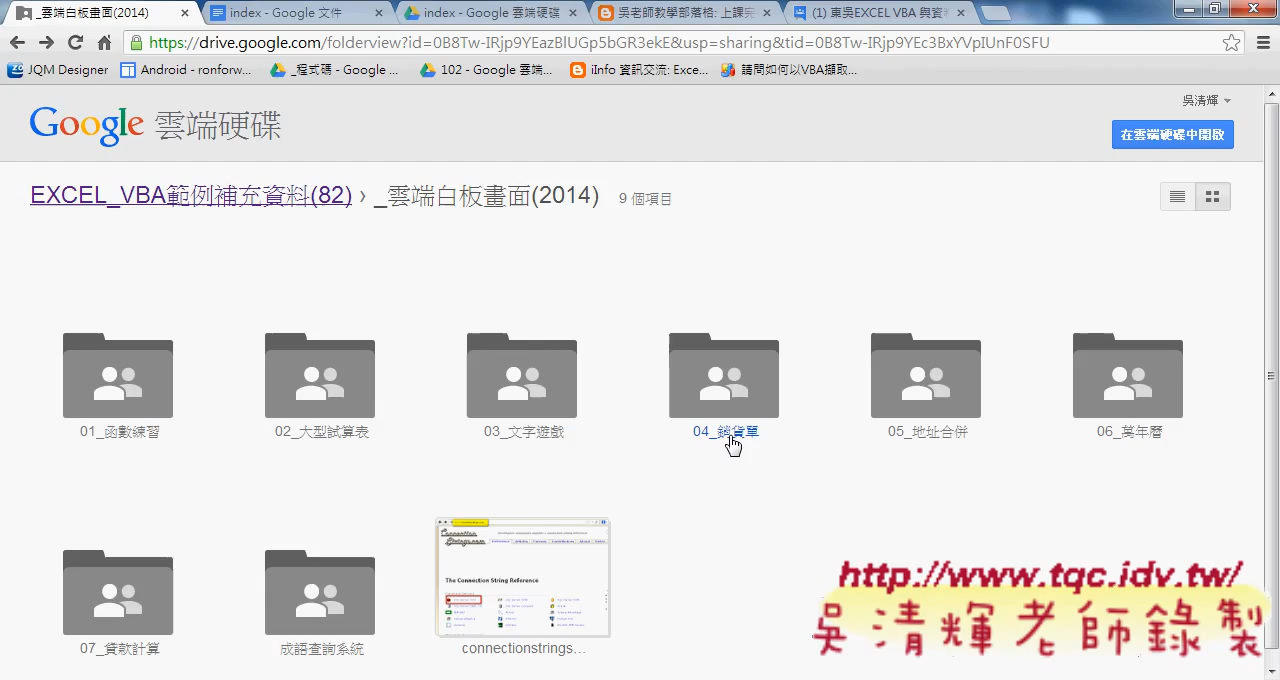 _雲端白板畫面(2014)
index - Google 文件
index - Google 雲端硬碟
吳老師教學部落格: 上課完
(1) 東吳EXCEL VBA 與資
https://drive.google.com/folderview?id=0B8Tw-IRjp9YEazBlUGp5bGR3ekE&usp=sharing&tid=0B8Tw-IRjp9YEc3BxYVpIUnF0SFU
JQM Designer
Android - ronforw...
_程式碼 - Google ...
102 - Google 雲端...
iInfo 資訊交流: Exce...
請問如何以VBA擷取...
吳清輝
Google 雲端硬碟
在雲端硬碟中開啟
EXCEL_VBA範例補充資料(82) › _雲端白板畫面(2014) 9 個項目
01_函數練習
02_大型試算表
03_文字遊戲
04_銷貨單
05_地址合併
06_萬年曆
Connection
Strings.com
The Connection String Reference
07_貸款計算
成語查詢系統
connectionstrings...
http://www.tqc.idv.tw/
吳清輝老師錄製